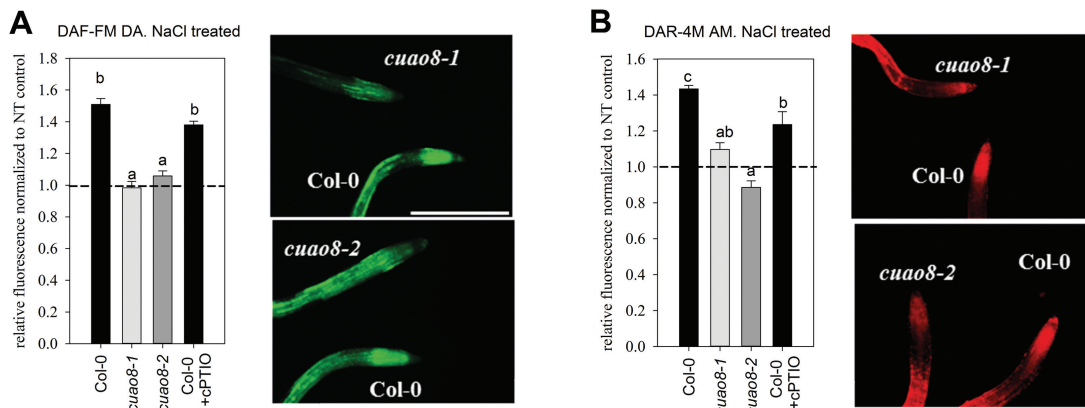 A
DAF-FM DA. NaCl treated
relative fluorescence normalized to NT control
1.8
1.6
1.4
1.2
1.0
0.8
0.6
0.4
0.2
0.0
b
a
a
b
Col-0
cuao8-1
cuao8-2
Col-0
+cPTIO
cuao8-1
Col-0
cuao8-2
Col-0
B
DAR-4M AM. NaCl treated
relative fluorescence normalized to NT control
1.6
1.4
1.2
1.0
0.8
0.6
0.4
0.2
0.0
c
ab
a
b
Col-0
cuao8-1
cuao8-2
Col-0
+cPTIO
cuao8-1
Col-0
cuao8-2
Col-0